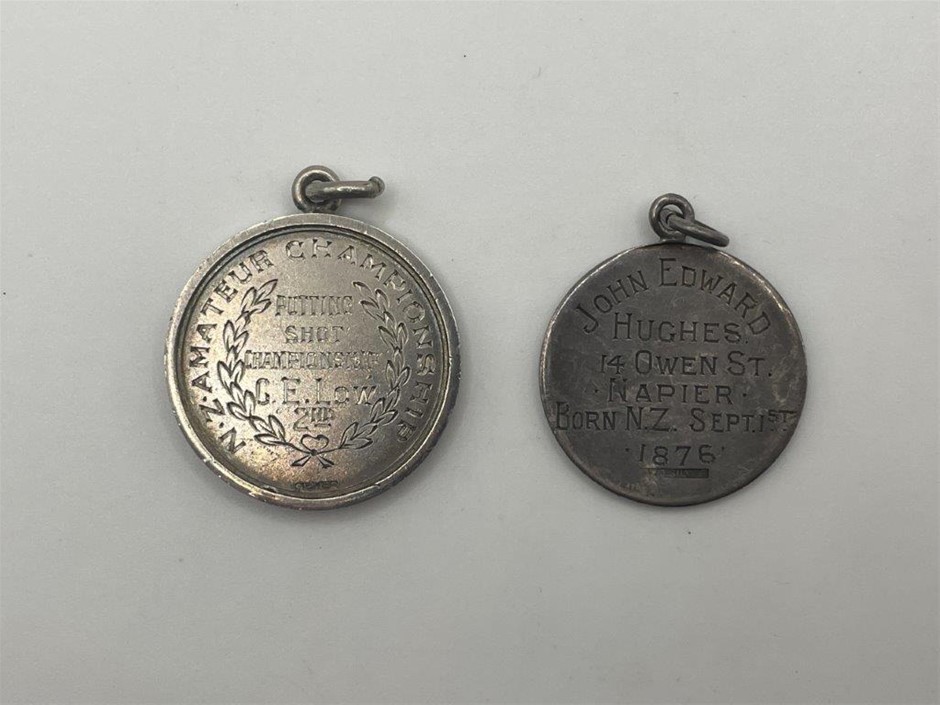 N.Z. AMATEUR CHAMPIONSHIP
PUTTING
SHOT
CHAMPIONSHIP
C.E. LOW
2ND
JOHN EDWARD
HUGHES.
14 OWEN ST.
·NAPIER·
BORN N.Z. SEPT. 1ST
·1876·